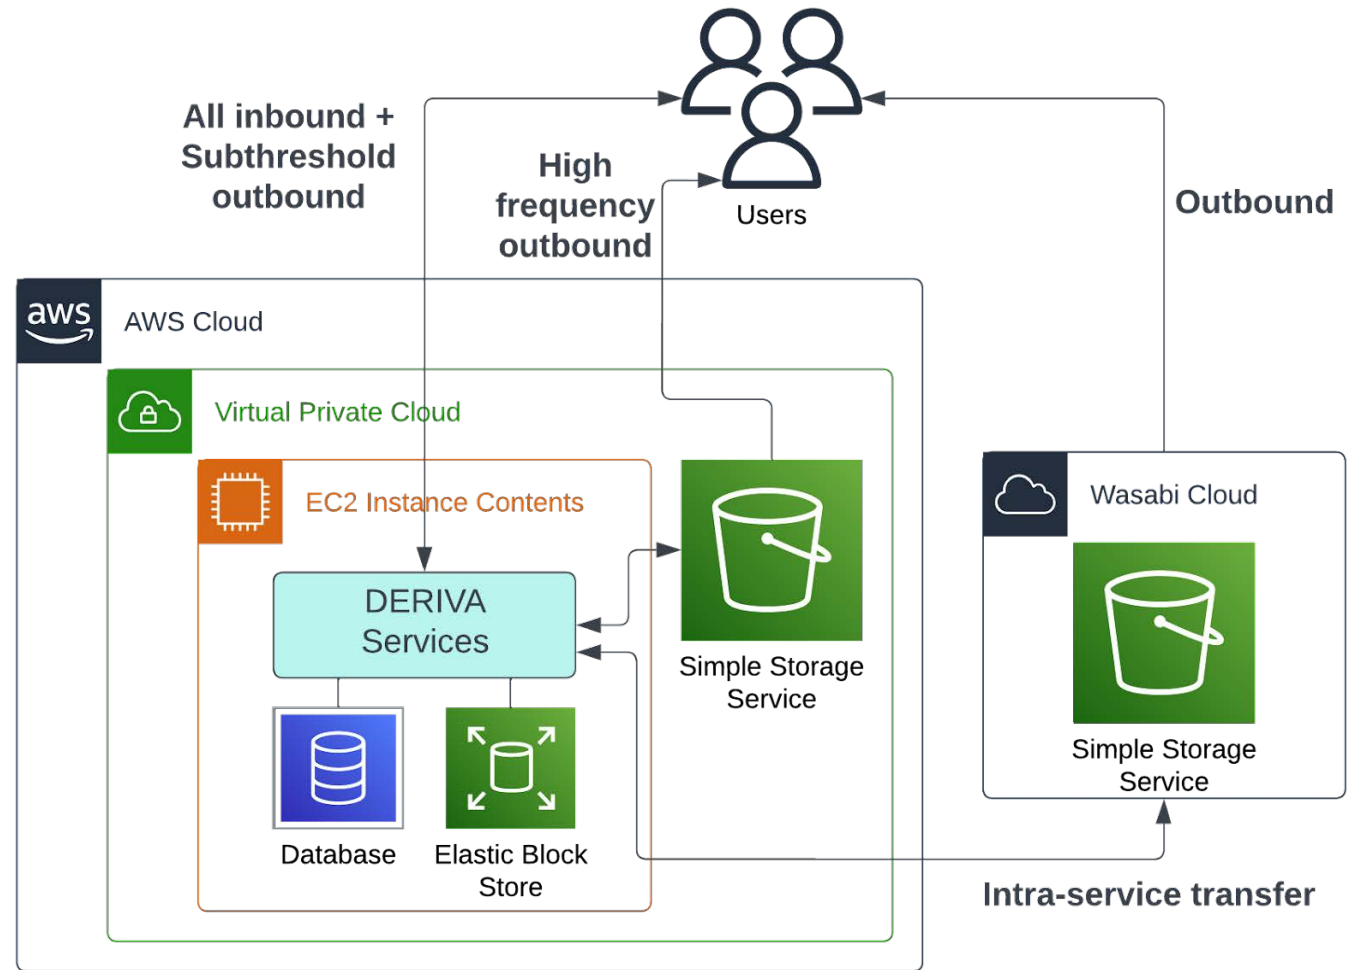 All inbound +
Subthreshold
outbound
High
frequency
outbound
Users
Outbound
aws
AWS Cloud
Virtual Private Cloud
EC2 Instance Contents
Wasabi Cloud
DERIVA
Services
Simple Storage
Service
Simple Storage
Service
Database
Elastic Block
Store
Intra-service transfer